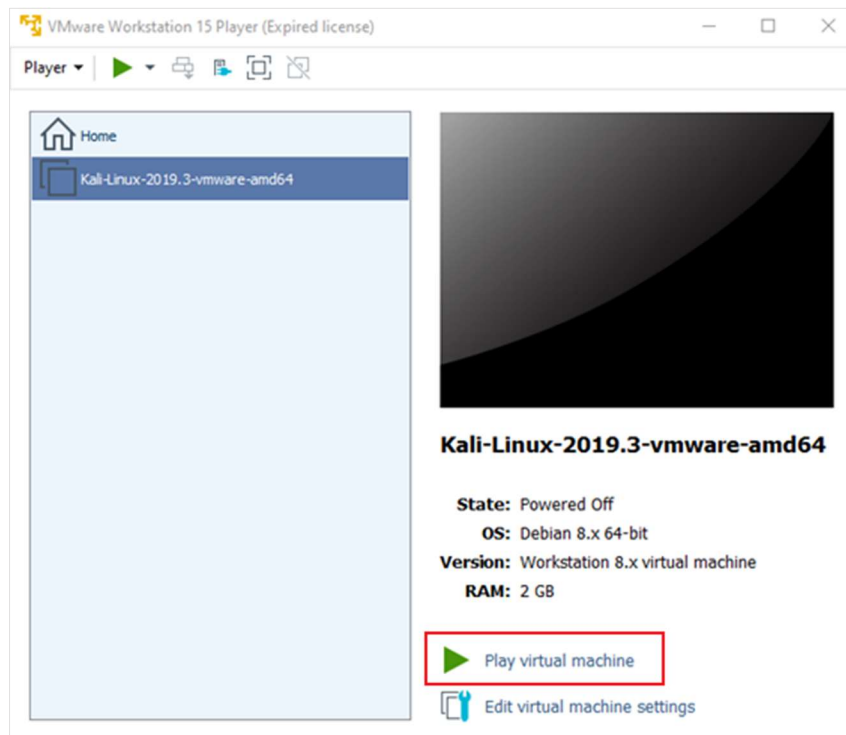 VMware Workstation 15 Player (Expired license)
Player
Home
Kali-Linux-2019.3-vmware-amd64
Kali-Linux-2019.3-vmware-amd64
State: Powered Off
OS: Debian 8.x 64-bit
Version: Workstation 8.x virtual machine
RAM: 2 GB
Play virtual machine
Edit virtual machine settings